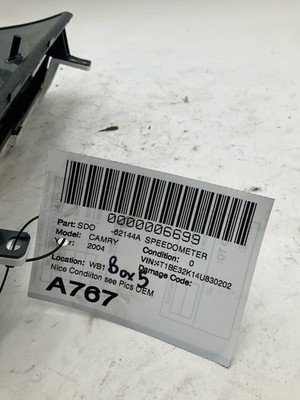 0000006699
Part: SDO -62144A SPEEDOMETER
Model: CAMRY Condition: 0
Year: 2004 VIN:4T1BE32K14U830202
Damage Code:
Location: WB1 Box 5
Nice Condiiton see Pics OEM
A767